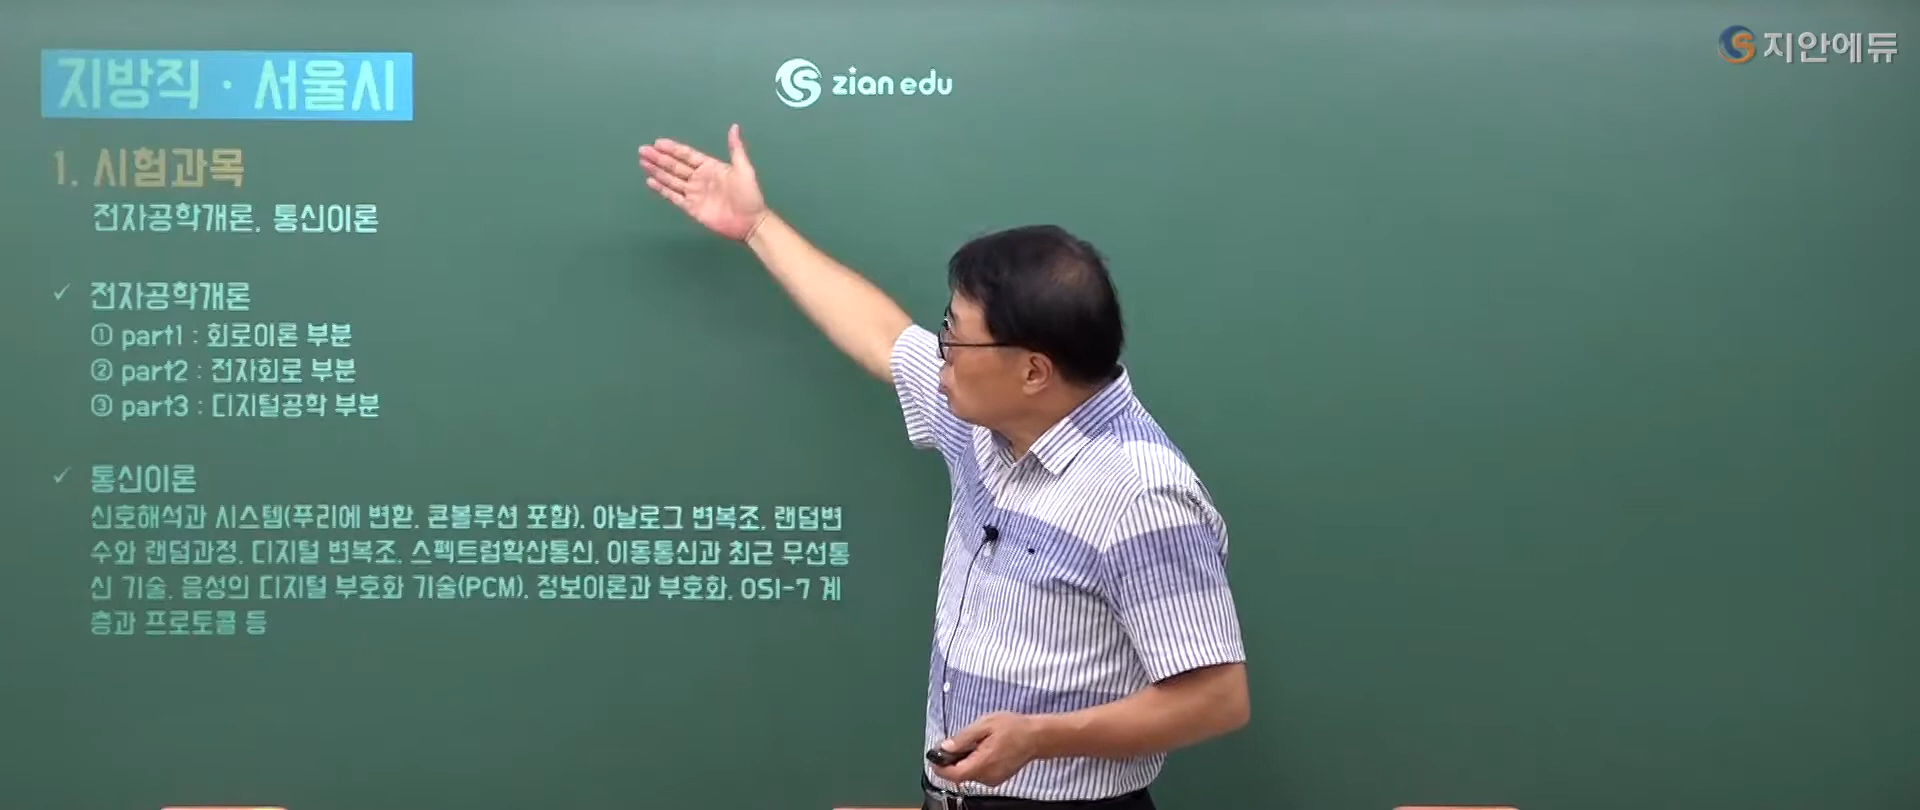 지방직 · 서울시
zian edu
지안에듀
1. 시험과목
전자공학개론, 통신이론
✓ 전자공학개론
① part1 : 회로이론 부분
② part2 : 전자회로 부분
③ part3 : 디지털공학 부분
✓ 통신이론
신호해석과 시스템(푸리에 변환, 콘볼루션 포함), 아날로그 변복조, 랜덤변
수와 랜덤과정, 디지털 변복조, 스펙트럼확산통신, 이동통신과 최근 무선통
신 기술, 음성의 디지털 부호화 기술(PCM), 정보이론과 부호화, OSI-7 계
층과 프로토콜 등